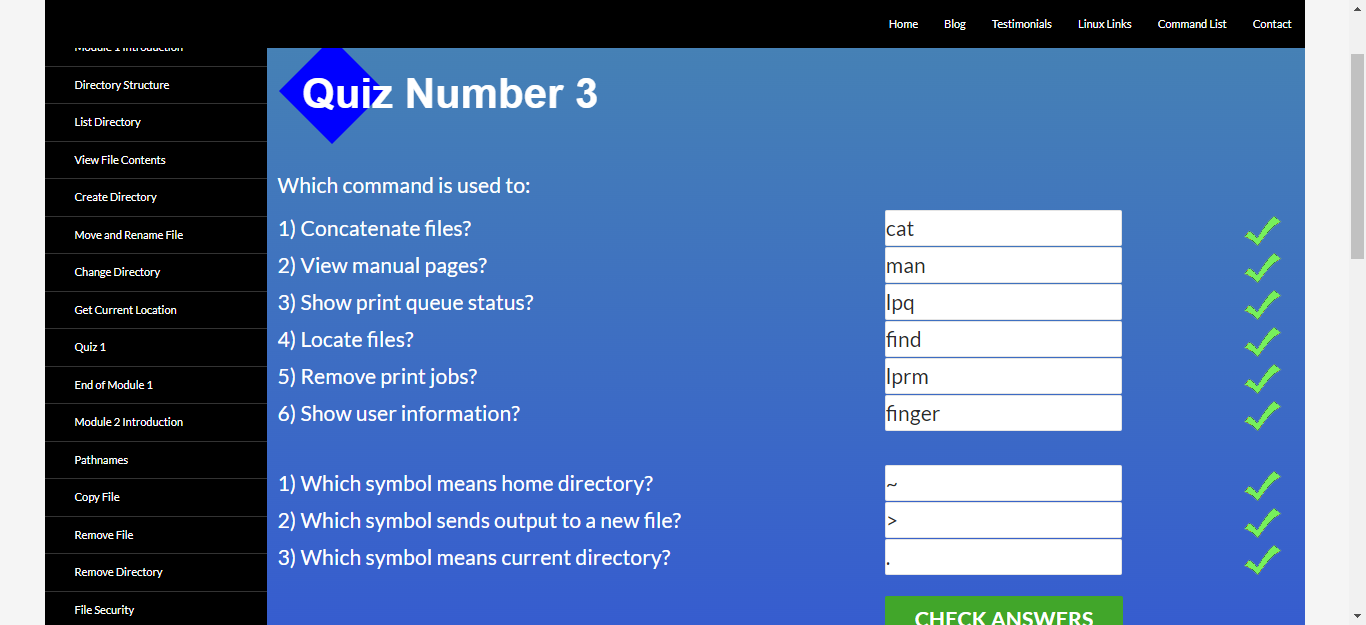 Home Blog Testimonials Linux Links Command List Contact
Module 1 Introduction
Directory Structure
List Directory
View File Contents
Create Directory
Move and Rename File
Change Directory
Get Current Location
Quiz 1
End of Module 1
Module 2 Introduction
Pathnames
Copy File
Remove File
Remove Directory
File Security
Quiz Number 3
Which command is used to:
1) Concatenate files? cat
2) View manual pages? man
3) Show print queue status? lpq
4) Locate files? find
5) Remove print jobs? lprm
6) Show user information? finger
1) Which symbol means home directory? ~
2) Which symbol sends output to a new file? >
3) Which symbol means current directory? .
CHECK ANSWERS